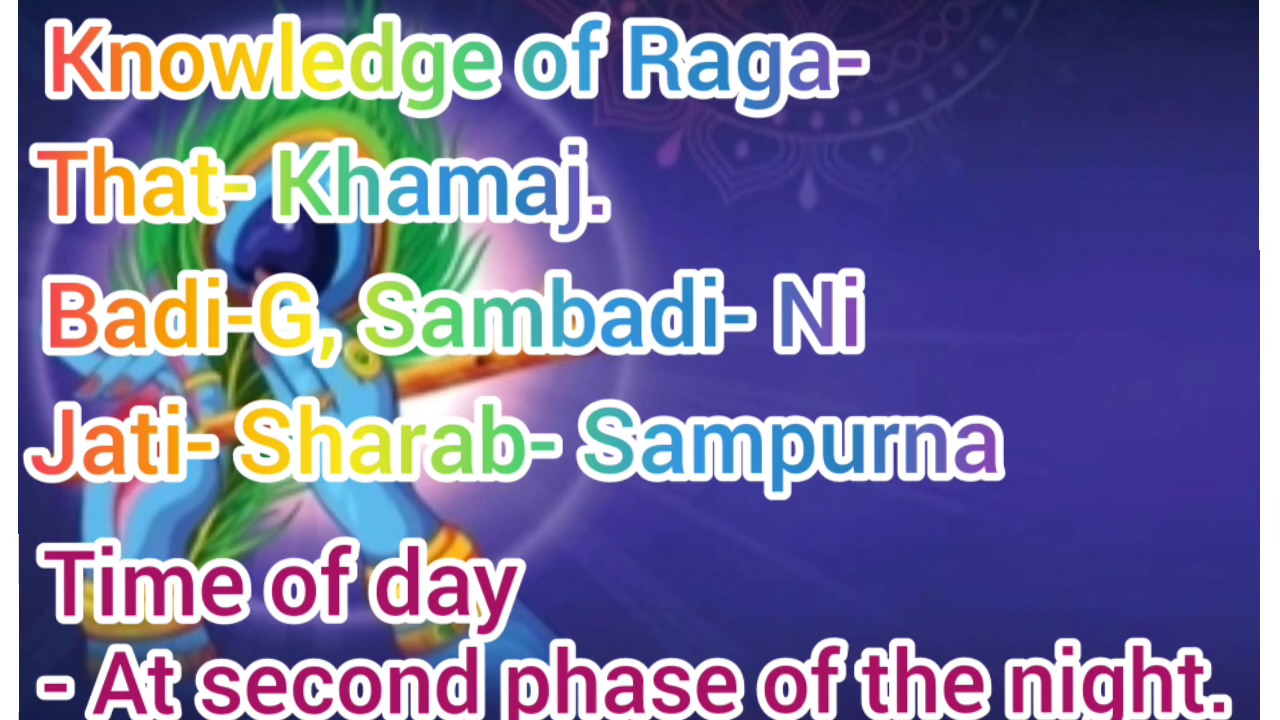 Knowledge of Raga-
That- Khamaj.
Badi-G, Sambadi- Ni
Jati- Sharab- Sampurna
Time of day
- At second phase of the night.